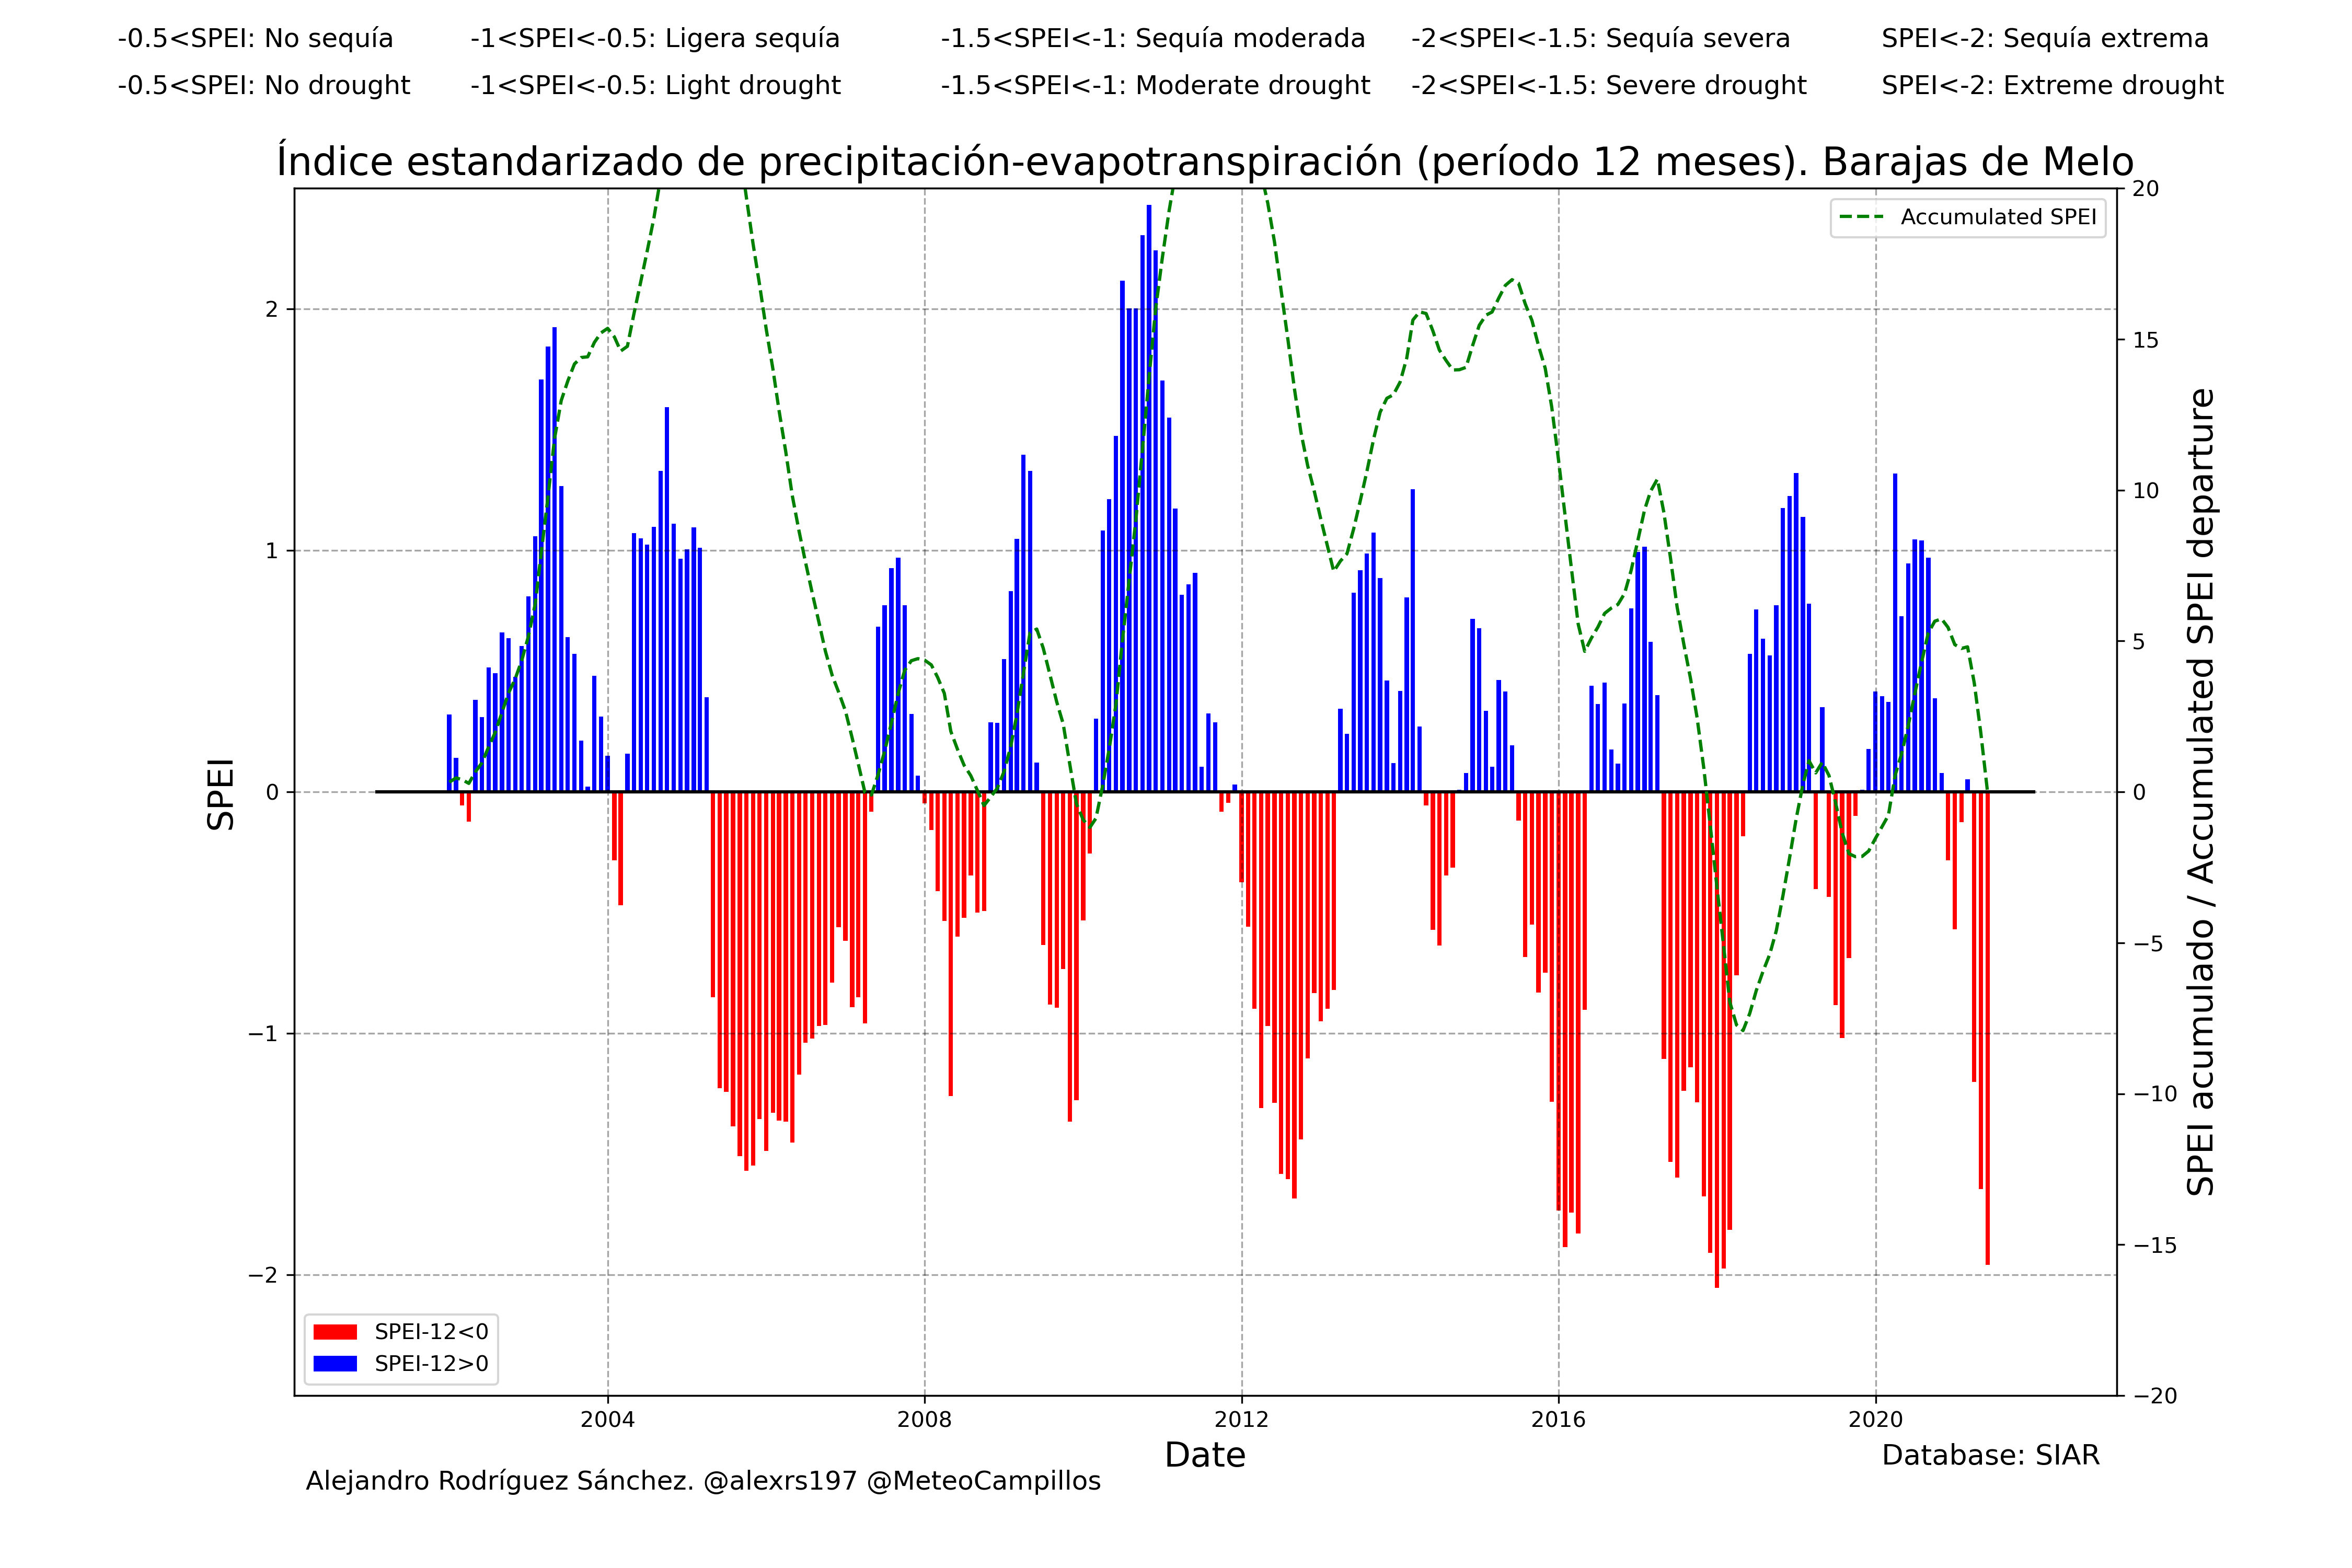 -0.5<SPEI: No sequía -1<SPEI<-0.5: Ligera sequía -1.5<SPEI<-1: Sequía moderada -2<SPEI<-1.5: Sequía severa SPEI<-2: Sequía extrema
-0.5<SPEI: No drought -1<SPEI<-0.5: Light drought -1.5<SPEI<-1: Moderate drought -2<SPEI<-1.5: Severe drought SPEI<-2: Extreme drought
Índice estandarizado de precipitación-evapotranspiración (período 12 meses). Barajas de Melo
Accumulated SPEI
SPEI
2
1
0
−1
−2
20
15
10
5
0
−5
−10
−15
−20
SPEI acumulado / Accumulated SPEI departure
SPEI-12<0
SPEI-12>0
2004 2008 2012 2016 2020
Date
Database: SIAR
Alejandro Rodríguez Sánchez. @alexrs197 @MeteoCampillos